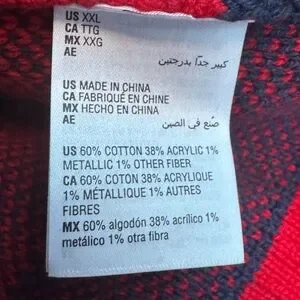 US XXL
CA TTG
MX XXG
AE كبير جدًا بدرجتين
US MADE IN CHINA
CA FABRIQUÉ EN CHINE
MX HECHO EN CHINA
AE صُنع في الصين
US 60% COTTON 38% ACRYLIC 1%
METALLIC 1% OTHER FIBER
CA 60% COTON 38% ACRYLIQUE
1% MÉTALLIQUE 1% AUTRES
FIBRES
MX 60% algodón 38% acrílico 1%
metálico 1% otra fibra